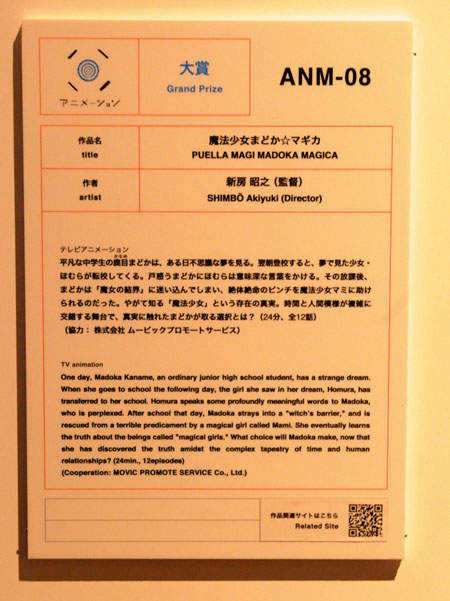 アニメーション
大賞
Grand Prize
ANM-08
作品名
title
魔法少女まどか☆マギカ
PUELLA MAGI MADOKA MAGICA
作者
artist
新房 昭之（監督）
SHIMBŌ Akiyuki (Director)
テレビアニメーション
かなめ
平凡な中学生の鹿目まどかは、ある日不思議な夢を見る。翌朝登校すると、夢で見た少女・
ほむらが転校してくる。戸惑うまどかにほむらは意味深な言葉をかける。その放課後、
まどかは「魔女の結界」に迷い込んでしまい、絶体絶命のピンチを魔法少女マミに助け
られるのだった。やがて知る「魔法少女」という存在の真実。時間と人間模様が複雑に
交錯する舞台で、真実に触れたまどかが取る選択とは？（24分、全12話）
（協力： 株式会社 ムービックプロモートサービス）
TV animation
One day, Madoka Kaname, an ordinary junior high school student, has a strange dream.
When she goes to school the following day, the girl she saw in her dream, Homura, has
transferred to her school. Homura speaks some profoundly meaningful words to Madoka,
who is perplexed. After school that day, Madoka strays into a "witch's barrier," and is
rescued from a terrible predicament by a magical girl called Mami. She eventually learns
the truth about the beings called "magical girls." What choice will Madoka make, now that
she has discovered the truth amidst the complex tapestry of time and human
relationships? (24min., 12episodes)
(Cooperation: MOVIC PROMOTE SERVICE Co., Ltd.)
作品関連サイトはこちら
Related Site